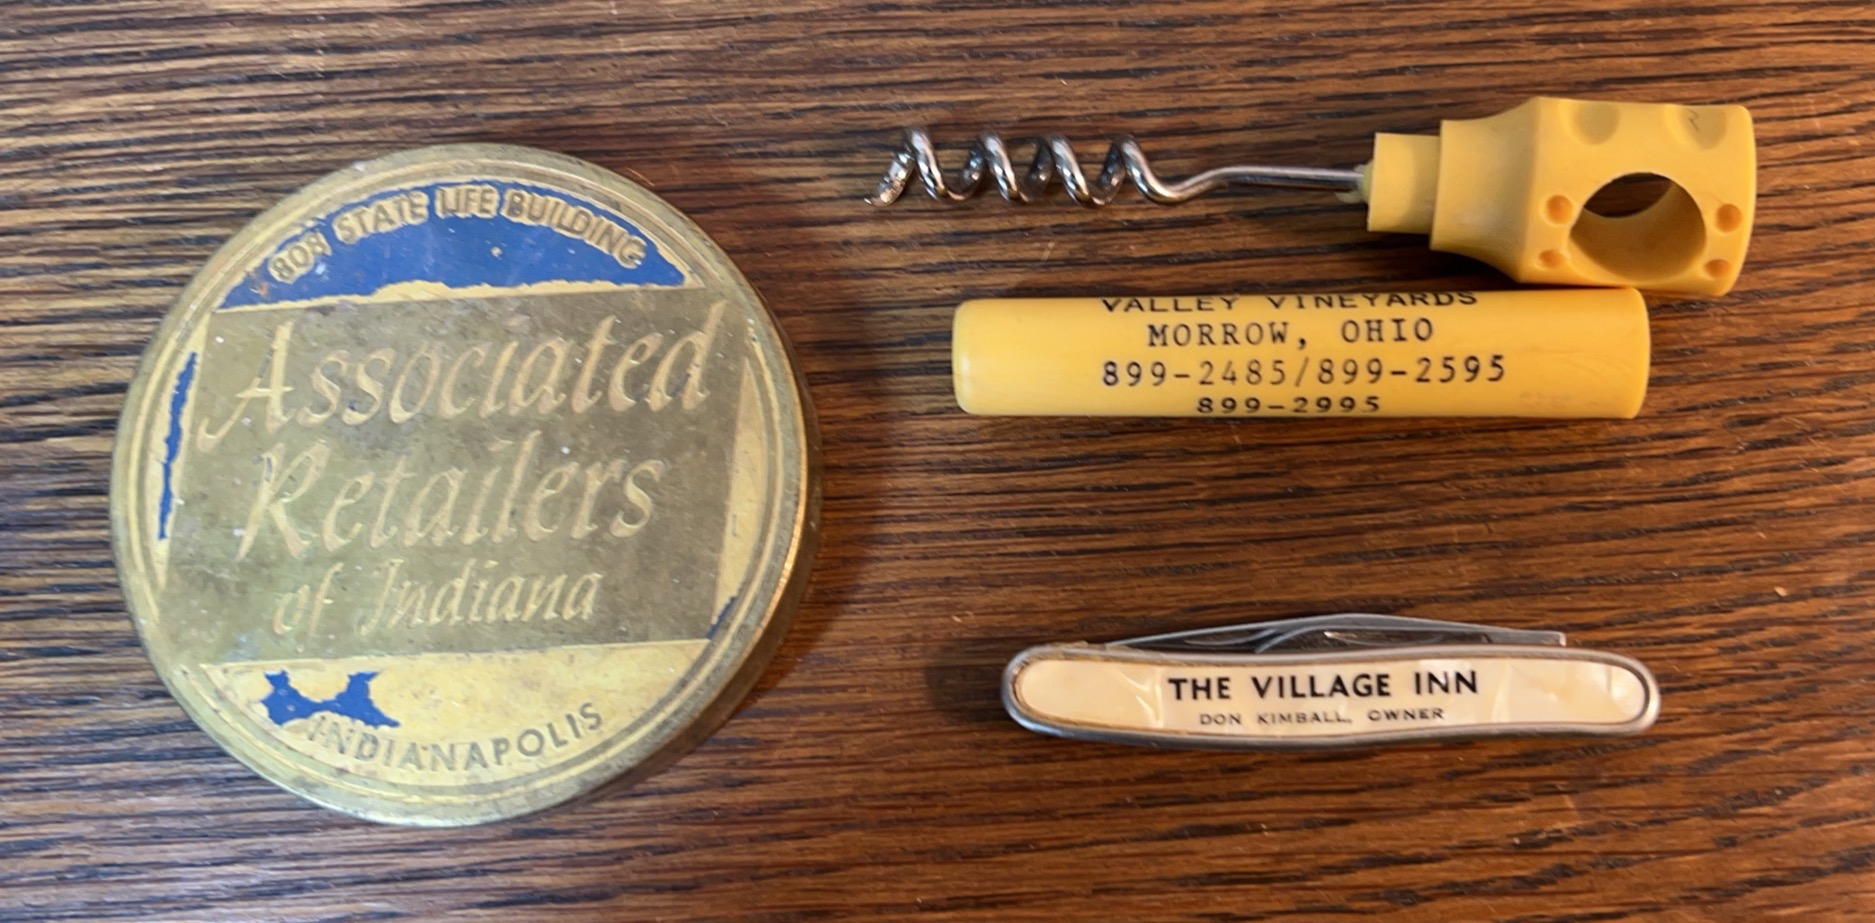 808 STATE LIFE BUILDING
Associated
Retailers
of Indiana
INDIANAPOLIS
VALLEY VINEYARDS
MORROW, OHIO
899-2485/899-2595
899-2995
THE VILLAGE INN
DON KIMBALL, OWNER